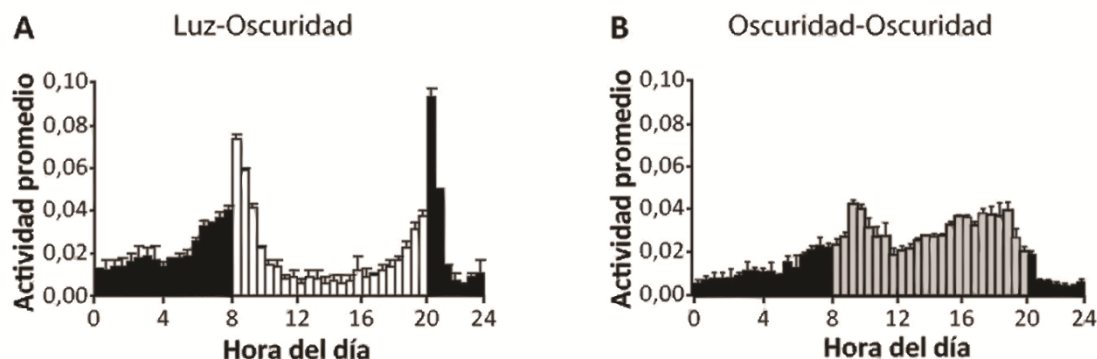 A
Luz-Oscuridad
Actividad promedio
0,10
0,08
0,06
0,04
0,02
0,00
0 4 8 12 16 20 24
Hora del día
B
Oscuridad-Oscuridad
Actividad promedio
0,10
0,08
0,06
0,04
0,02
0,00
0 4 8 12 16 20 24
Hora del día